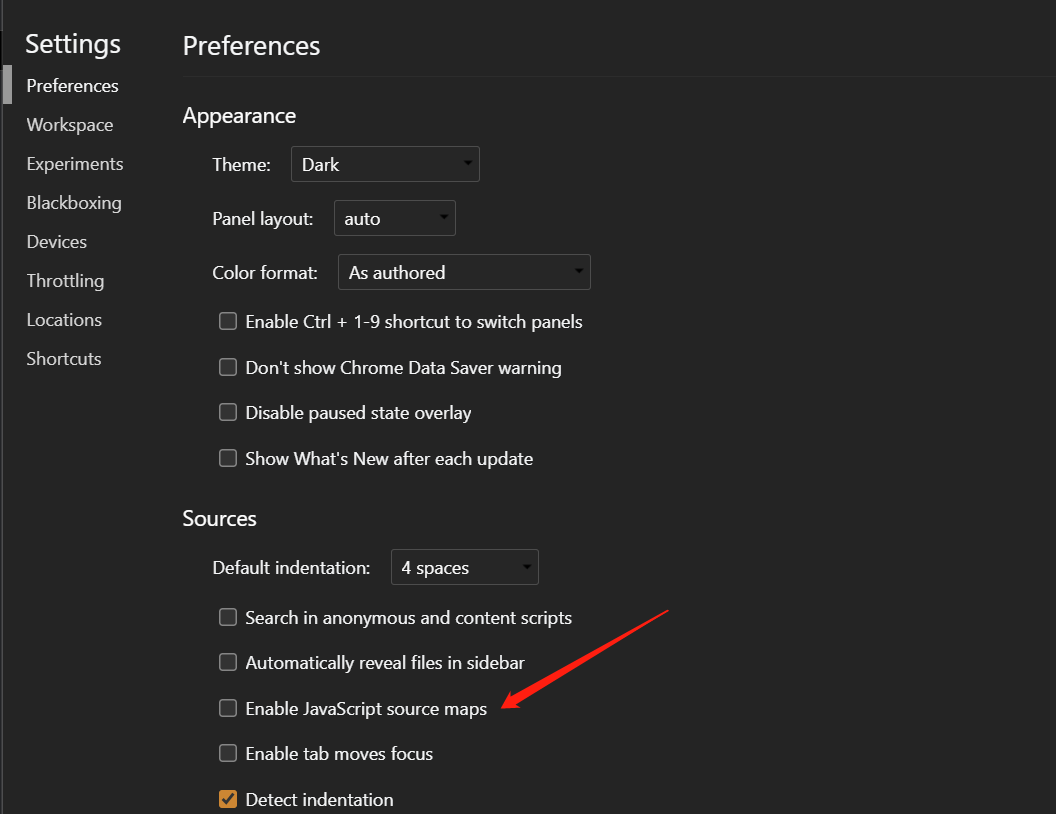 Settings
Preferences
Workspace
Experiments
Blackboxing
Devices
Throttling
Locations
Shortcuts
Preferences
Appearance
Theme: Dark
Panel layout: auto
Color format: As authored
Enable Ctrl + 1-9 shortcut to switch panels
Don't show Chrome Data Saver warning
Disable paused state overlay
Show What's New after each update
Sources
Default indentation: 4 spaces
Search in anonymous and content scripts
Automatically reveal files in sidebar
Enable JavaScript source maps
Enable tab moves focus
Detect indentation